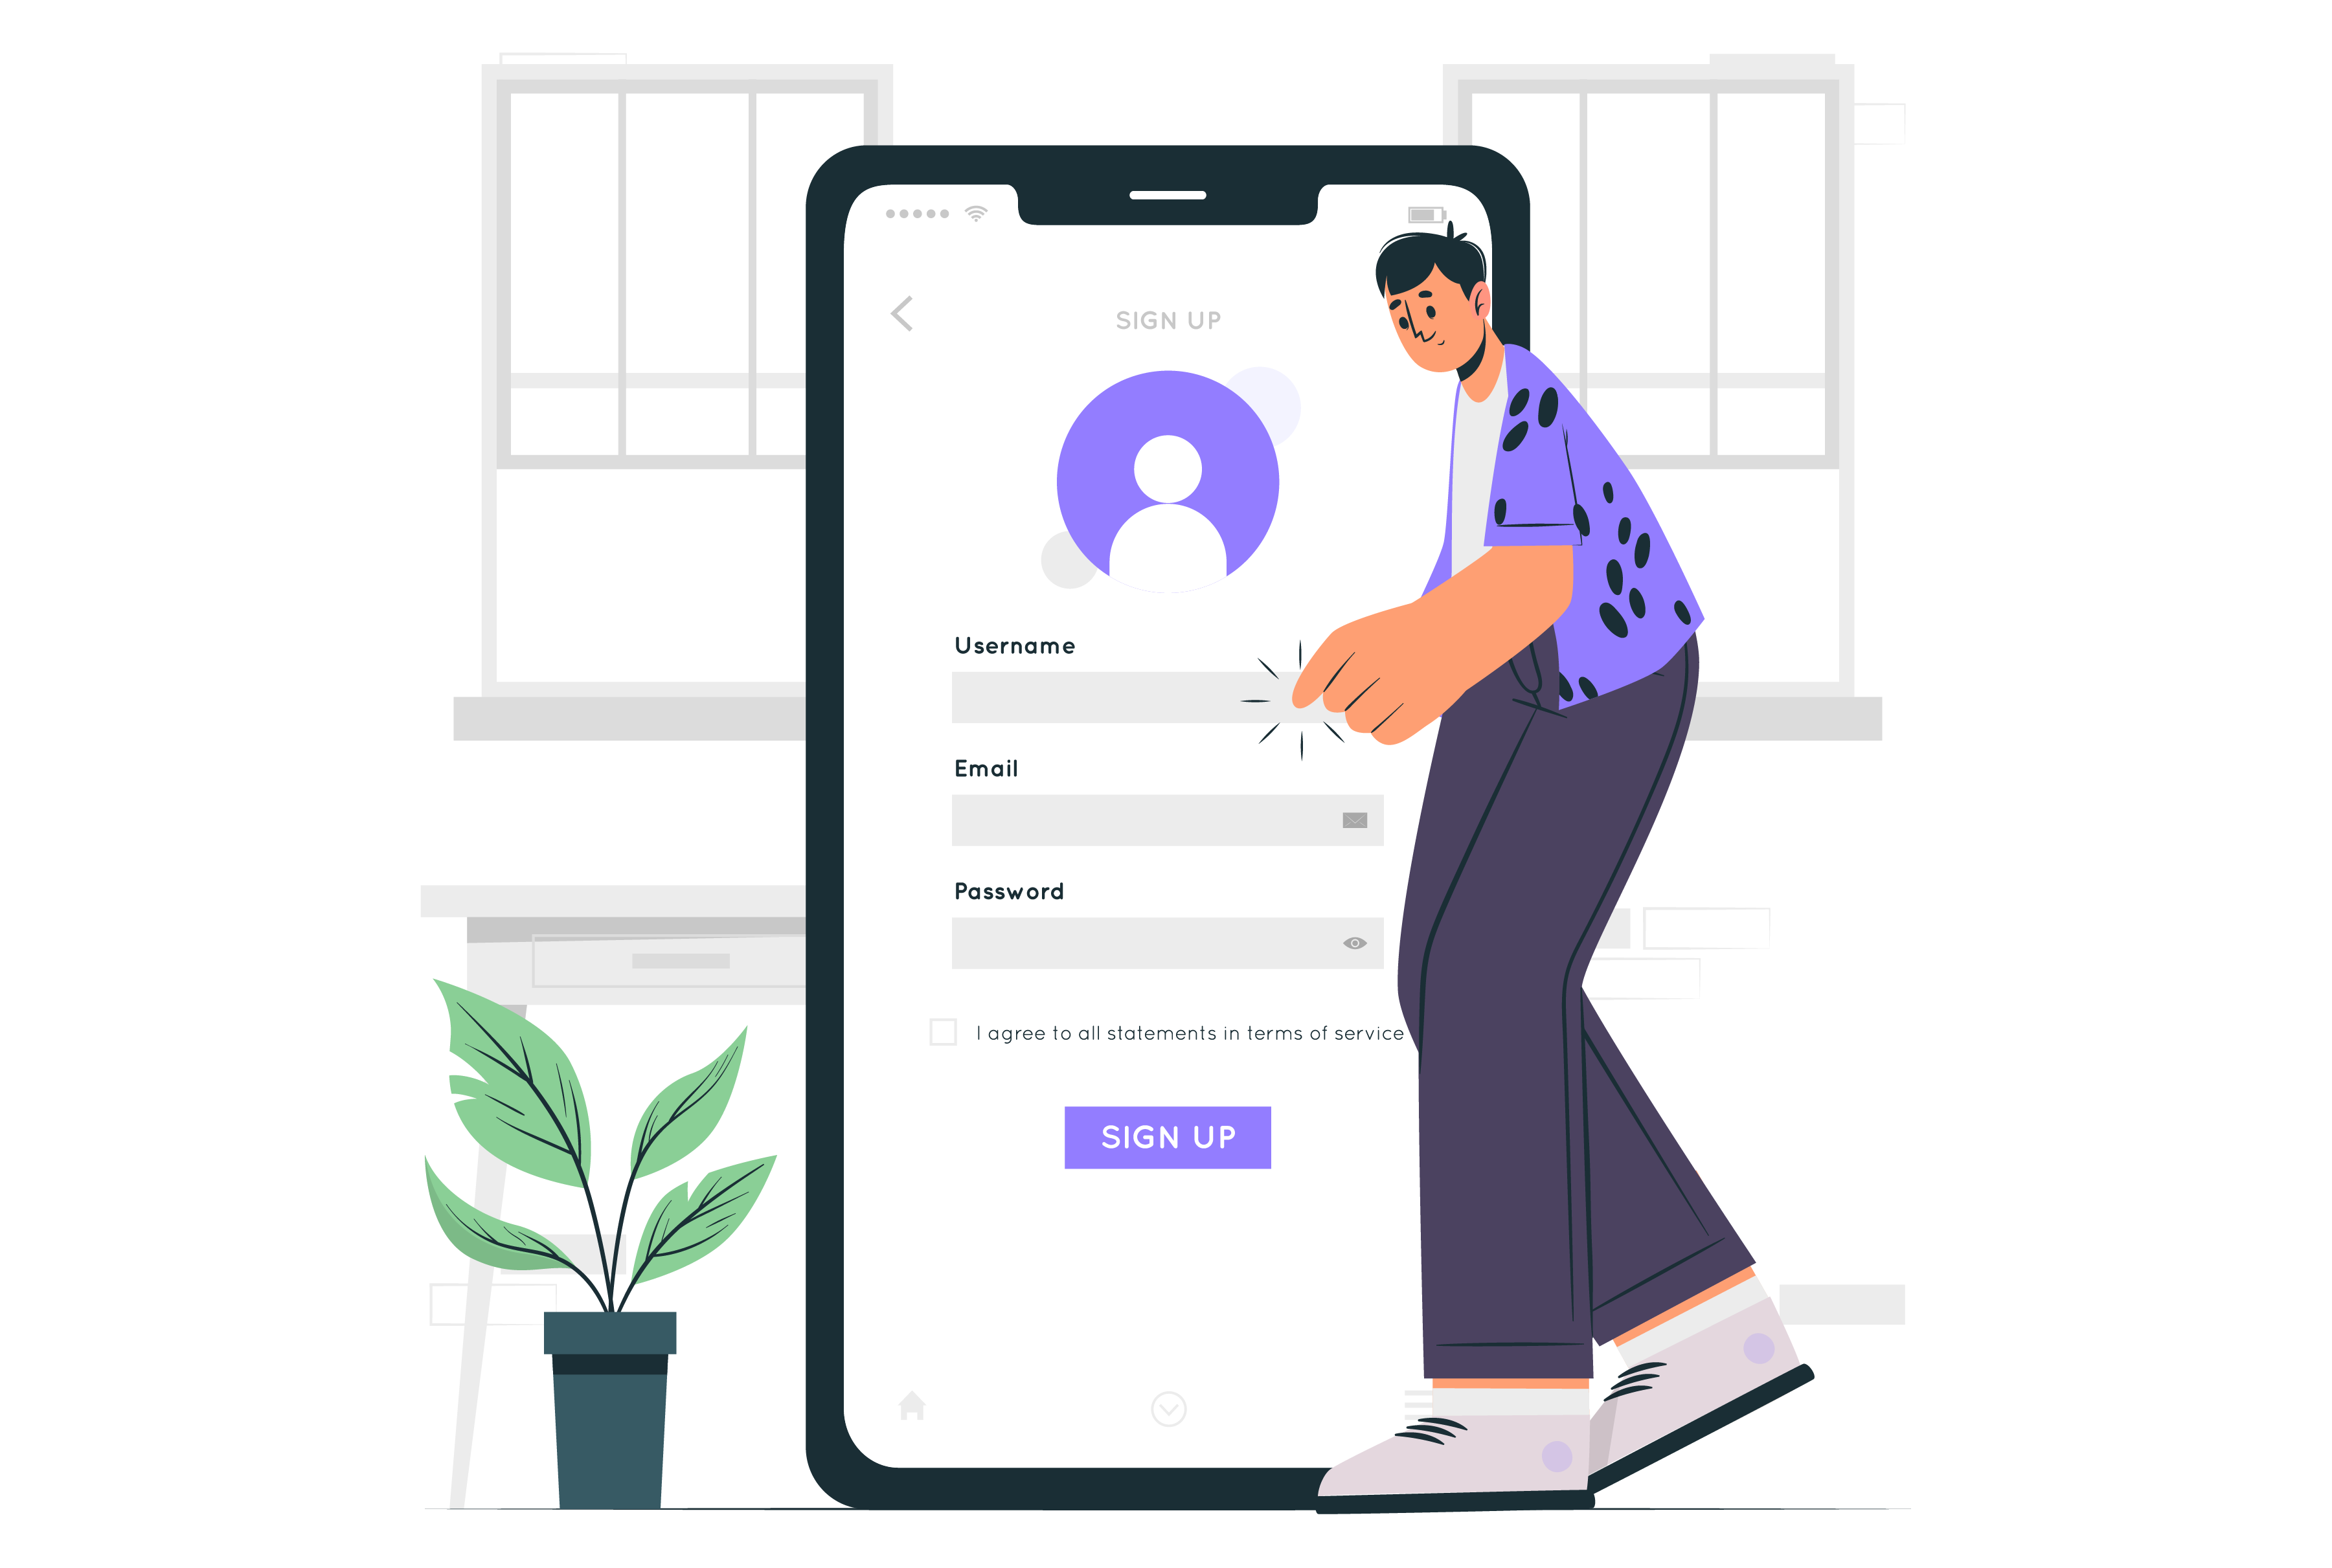 SIGN UP
Username
Email
Password
I agree to all statements in terms of service
SIGN UP